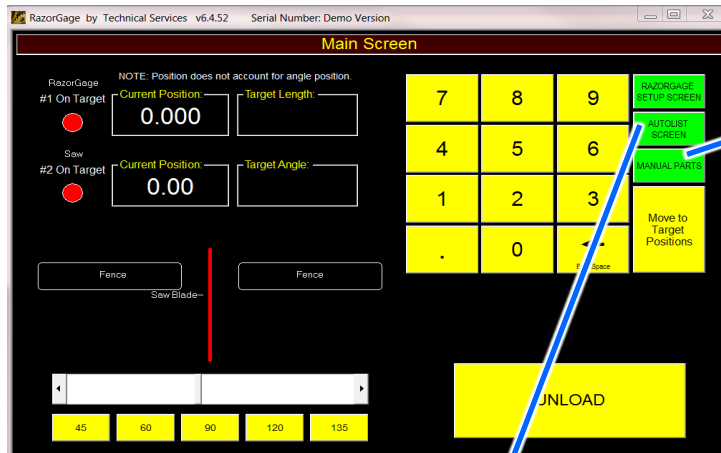 RazorGage by Technical Services v6.4.52 Serial Number: Demo Version
Main Screen
NOTE: Position does not account for angle position.
RazorGage
#1 On Target
Current Position:
0.000
Target Length:
Saw
#2 On Target
Current Position:
0.00
Target Angle:
7 8 9
4 5 6
1 2 3
. 0
Space
RAZORGAGE
SETUP SCREEN
AUTOLIST
SCREEN
MANUAL PARTS
Move to
Target
Positions
Fence
Fence
Saw Blade--
45 60 90 120 135
UNLOAD